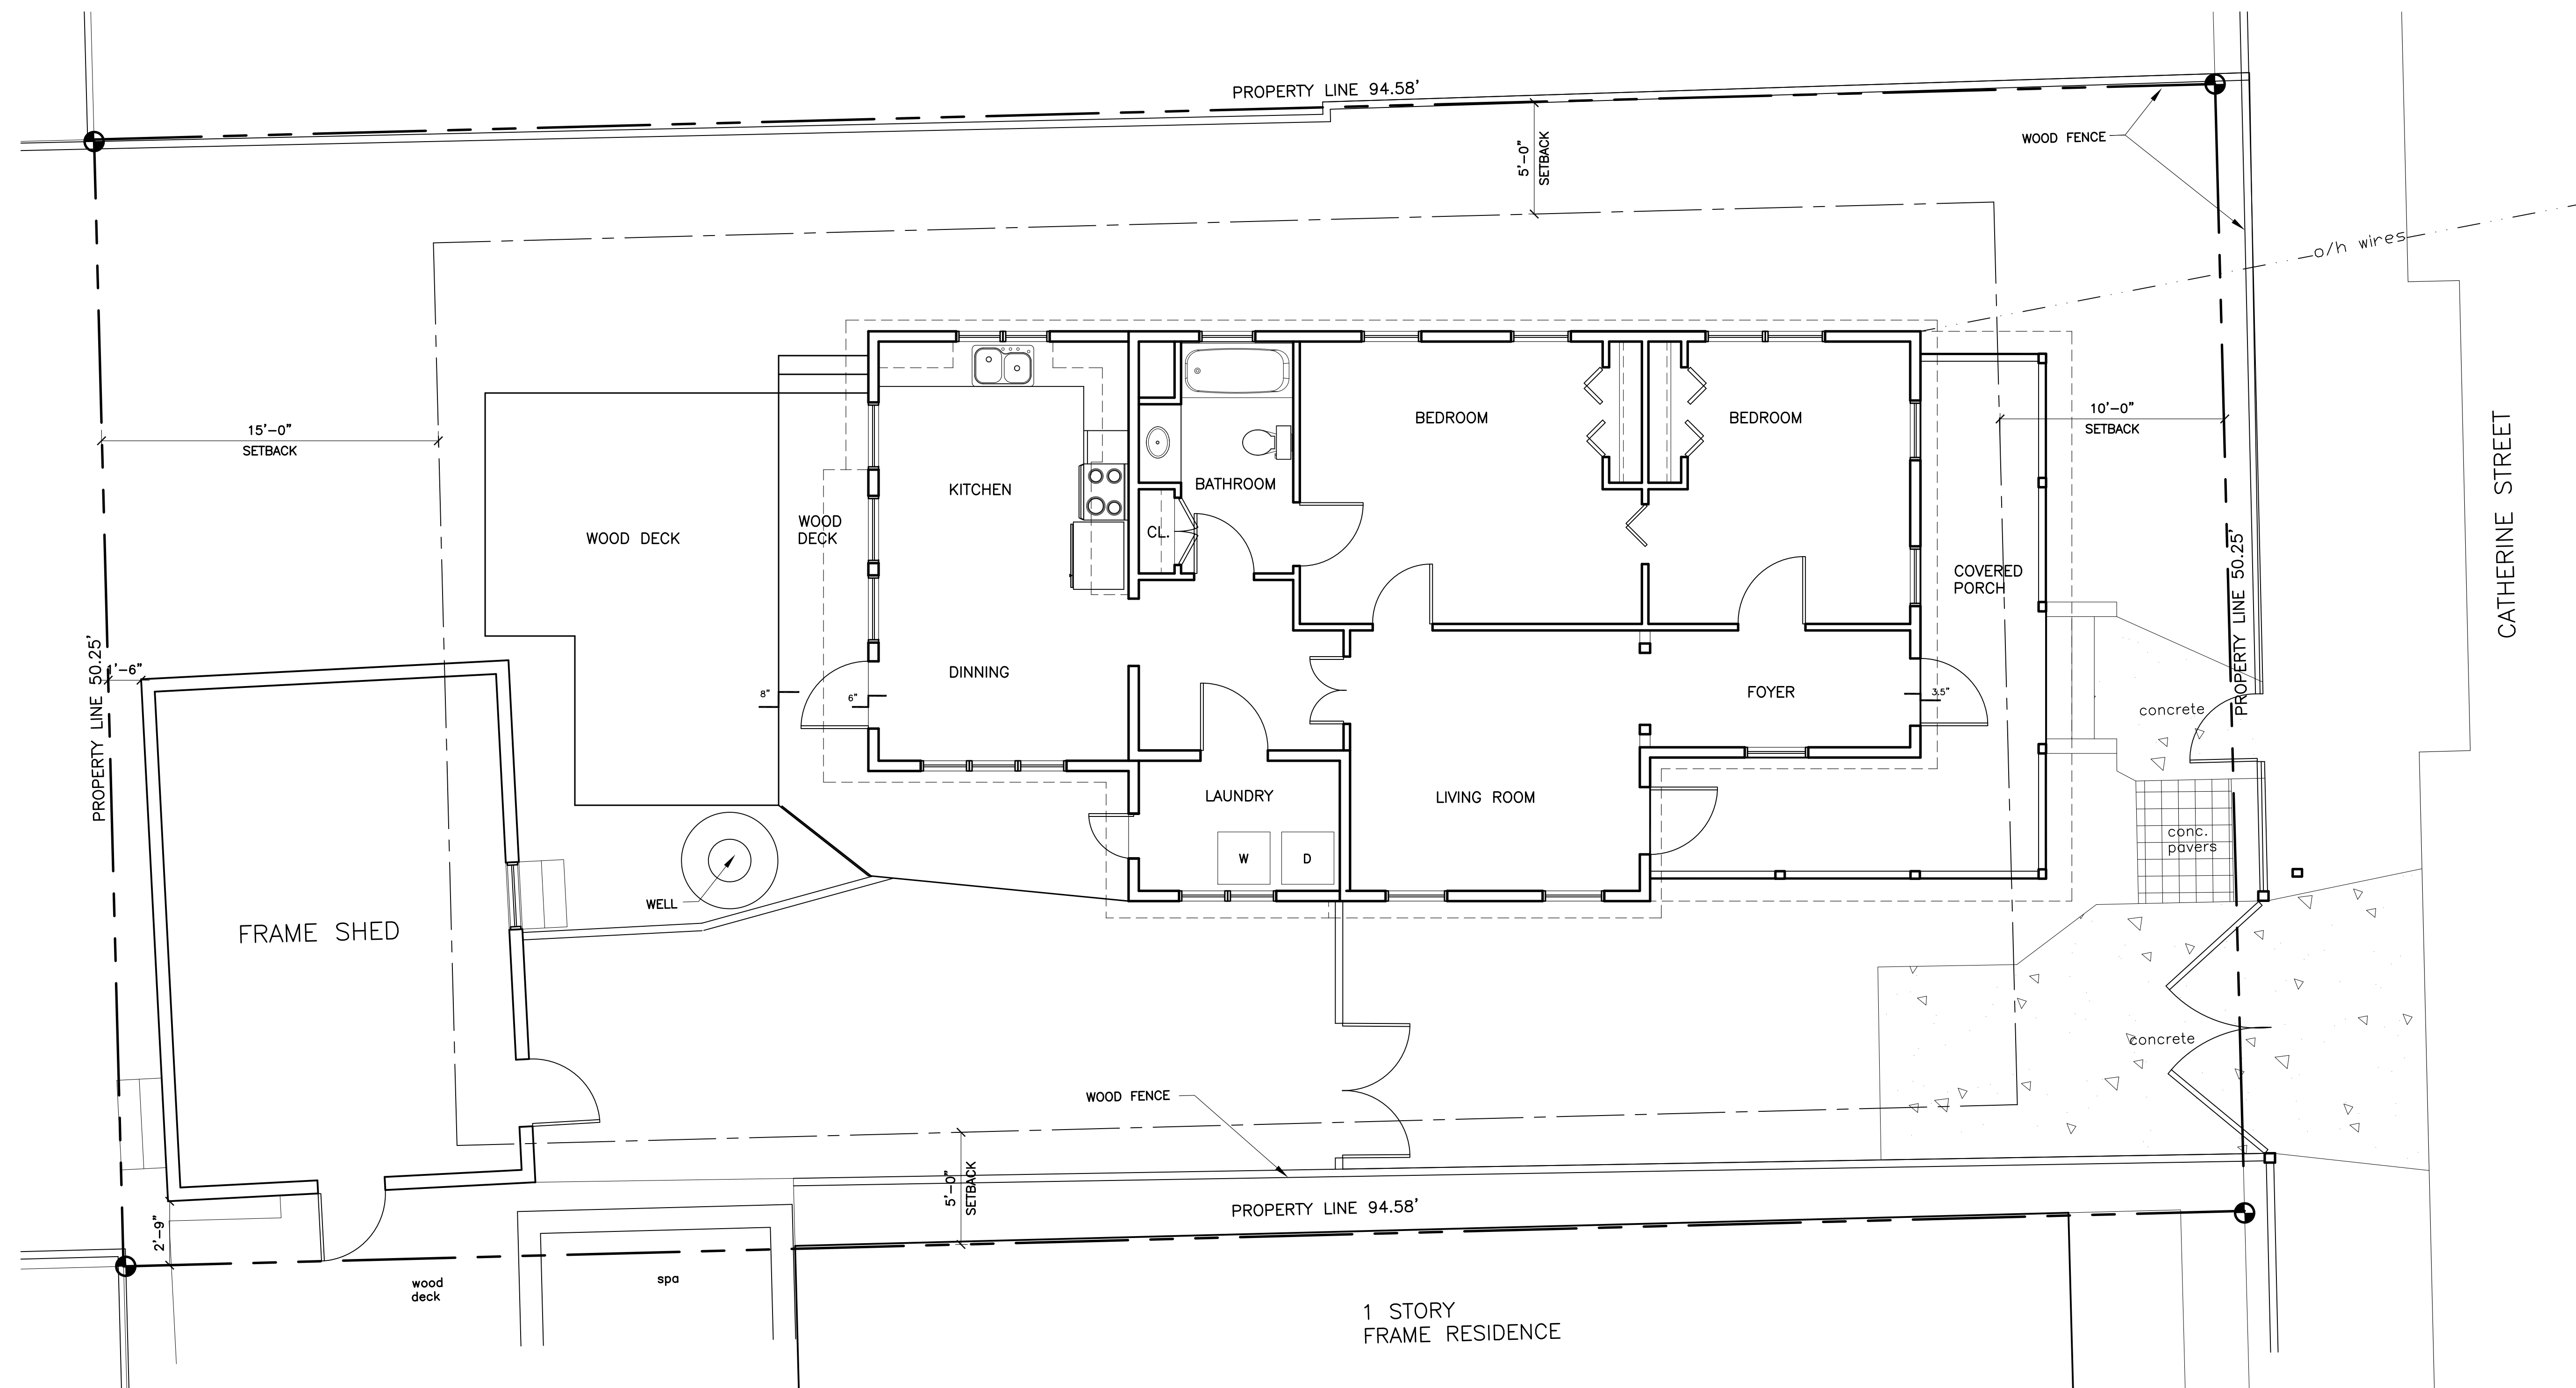 PROPERTY LINE 94.58'
WOOD FENCE
5'-0"
SETBACK
o/h wires
15'-0"
SETBACK
10'-0"
SETBACK
CATHERINE STREET
BEDROOM
BEDROOM
KITCHEN
BATHROOM
WOOD
DECK
WOOD DECK
CL.
COVERED
PORCH
PROPERTY LINE 50.25'
PROPERTY LINE 50.25'
1'-6"
DINNING
8"
6"
FOYER
3.5"
concrete
LAUNDRY
LIVING ROOM
conc.
pavers
W
D
WELL
FRAME SHED
concrete
WOOD FENCE
5'-0"
SETBACK
PROPERTY LINE 94.58'
2'-9"
wood
deck
spa
1 STORY
FRAME RESIDENCE